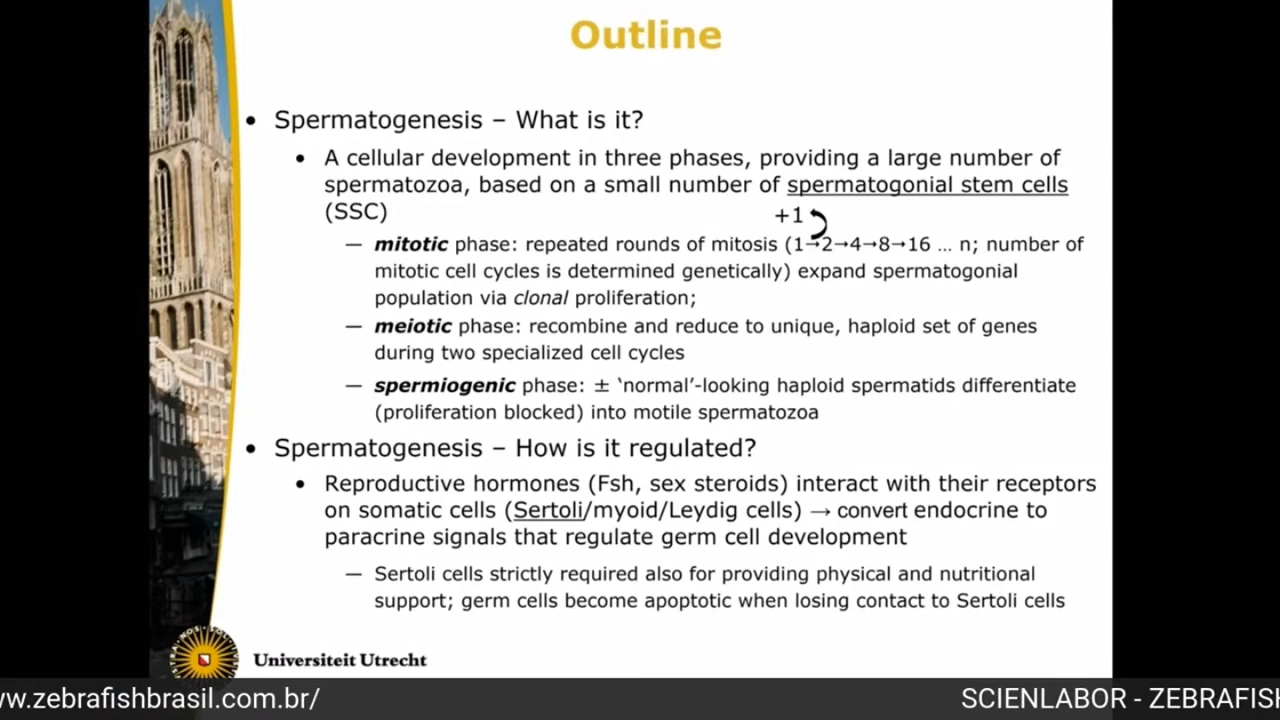 Outline
• Spermatogenesis – What is it?
• A cellular development in three phases, providing a large number of
spermatozoa, based on a small number of spermatogonial stem cells
(SSC)
+1
— mitotic phase: repeated rounds of mitosis (1→2→4→8→16 … n; number of
mitotic cell cycles is determined genetically) expand spermatogonial
population via clonal proliferation;
— meiotic phase: recombine and reduce to unique, haploid set of genes
during two specialized cell cycles
— spermiogenic phase: ± ‘normal’-looking haploid spermatids differentiate
(proliferation blocked) into motile spermatozoa
• Spermatogenesis – How is it regulated?
• Reproductive hormones (Fsh, sex steroids) interact with their receptors
on somatic cells (Sertoli/myoid/Leydig cells) → convert endocrine to
paracrine signals that regulate germ cell development
— Sertoli cells strictly required also for providing physical and nutritional
support; germ cells become apoptotic when losing contact to Sertoli cells
Universiteit Utrecht
w.zebrafishbrasil.com.br/ SCIENLABOR - ZEBRAFISH